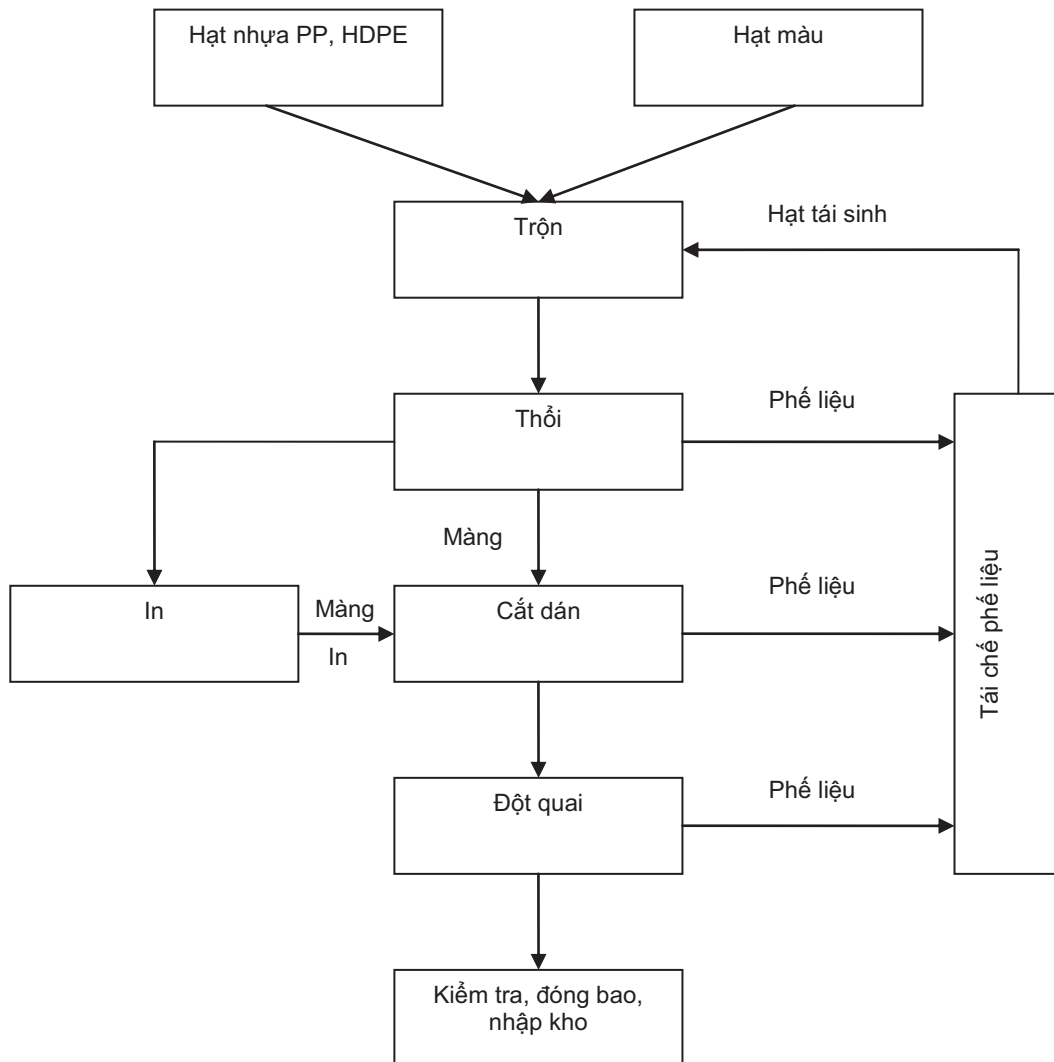 Hạt nhựa PP, HDPE
Hạt màu
Trộn
Hạt tái sinh
Thổi
Phế liệu
Màng
In
Màng
In
Cắt dán
Phế liệu
Tái chế phế liệu
Đột quai
Phế liệu
Kiểm tra, đóng bao,
nhập kho